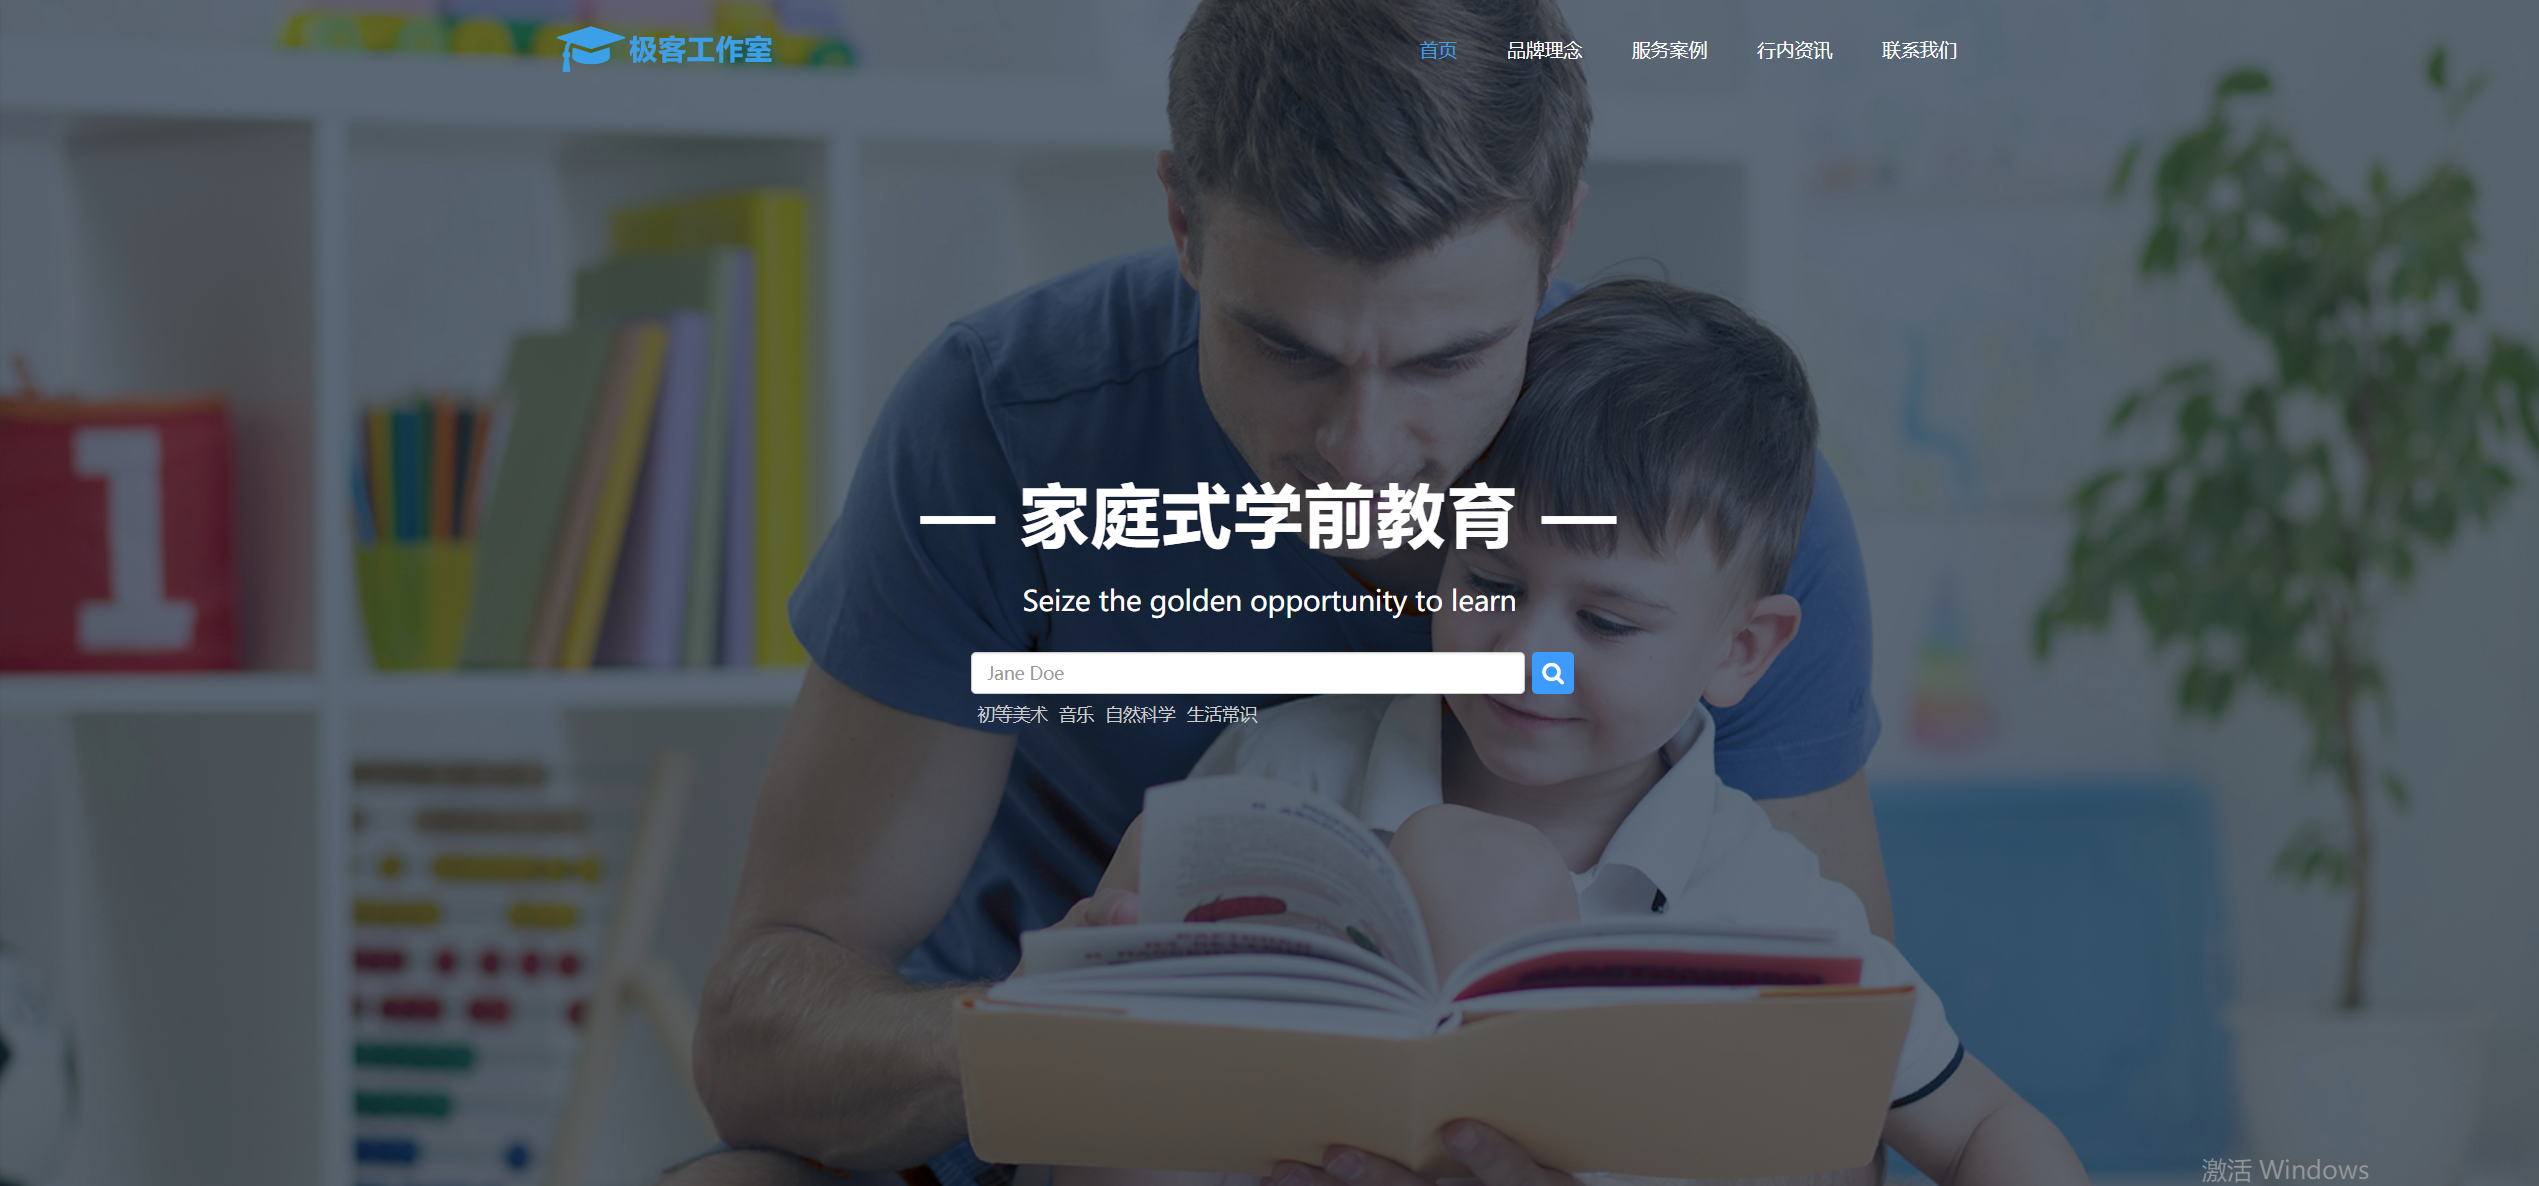 极客工作室
首页 品牌理念 服务案例 行内资讯 联系我们
1
— 家庭式学前教育 —
Seize the golden opportunity to learn
Jane Doe
初等美术 音乐 自然科学 生活常识
激活 Windows